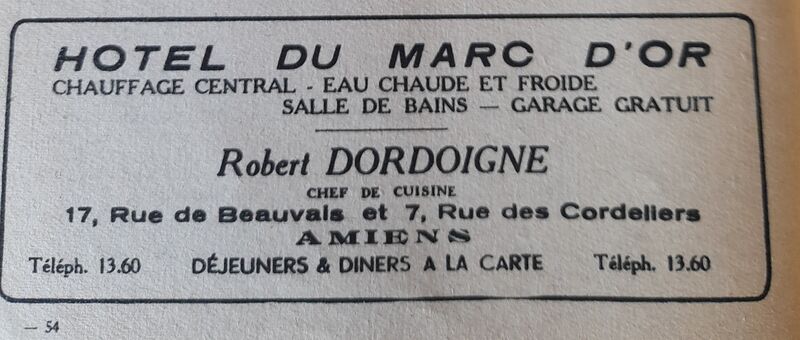 HOTEL DU MARC D'OR
CHAUFFAGE CENTRAL - EAU CHAUDE ET FROIDE
SALLE DE BAINS — GARAGE GRATUIT
Robert DORDOIGNE
CHEF DE CUISINE
17, Rue de Beauvais et 7, Rue des Cordeliers
AMIENS
Téléph. 13.60 DÉJEUNERS & DINERS A LA CARTE Téléph. 13.60
— 54